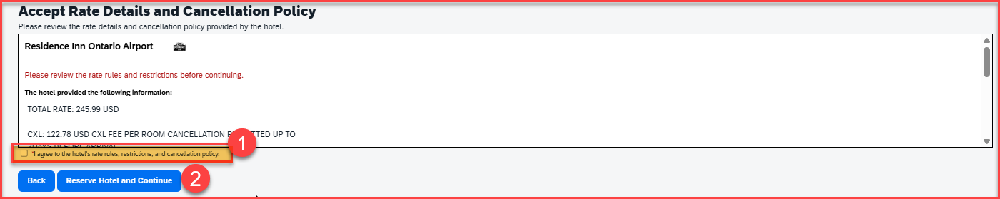 Accept Rate Details and Cancellation Policy
Please review the rate details and cancellation policy provided by the hotel.
Residence Inn Ontario Airport
Please review the rate rules and restrictions before continuing.
The hotel provided the following information:
TOTAL RATE: 245.99 USD
CXL: 122.78 USD CXL FEE PER ROOM CANCELLATION UP TO
2DAYS BEFORE ARRIVAL
1
*I agree to the hotel's rate rules, restrictions, and cancellation policy.
Back
Reserve Hotel and Continue
2